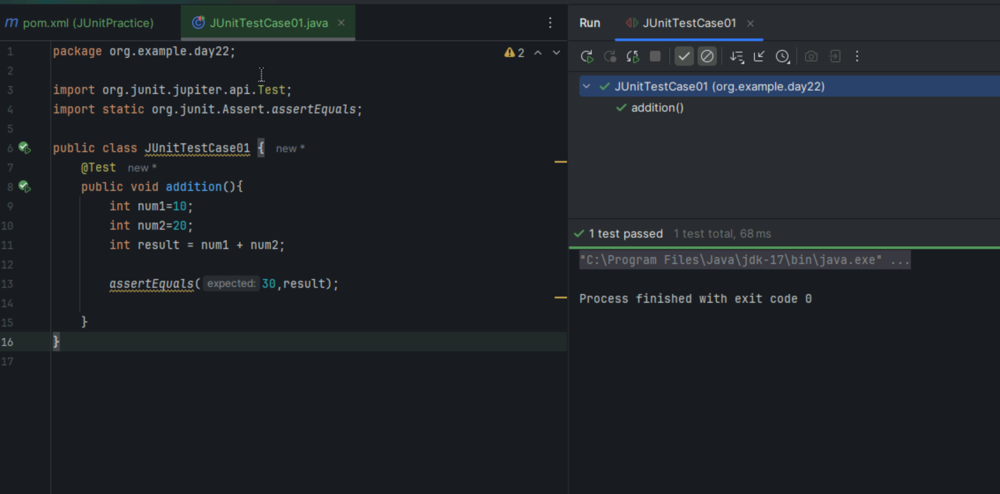 m pom.xml (JUnitPractice)
JUnitTestCase01.java
1 package org.example.day22;
2
3 import org.junit.jupiter.api.Test;
4 import static org.junit.Assert.assertEquals;
5
6 public class JUnitTestCase01 { new *
7 @Test new *
8 public void addition(){
9 int num1=10;
10 int num2=20;
11 int result = num1 + num2;
12
13 assertEquals( expected: 30,result);
14
15 }
16 }
17
2
Run JUnitTestCase01
JUnitTestCase01 (org.example.day22)
addition()
1 test passed 1 test total, 68 ms
"C:\Program Files\Java\jdk-17\bin\java.exe" ...
Process finished with exit code 0